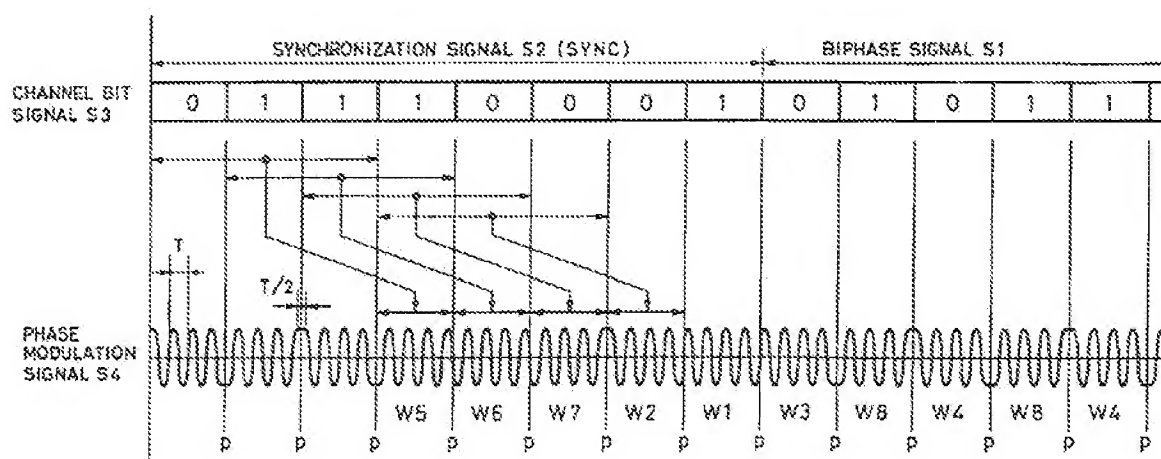 SYNCHRONIZATION SIGNAL S2 (SYNC) BIPHASE SIGNAL S1
CHANNEL BIT
SIGNAL S3
0 1 1 1 0 0 0 1 0 1 0 1 1
T
T/2
PHASE
MODULATION
SIGNAL S4
W5 W6 W7 W2 W1 W3 W8 W4 W8 W4
p p p p p p p p p p p p p